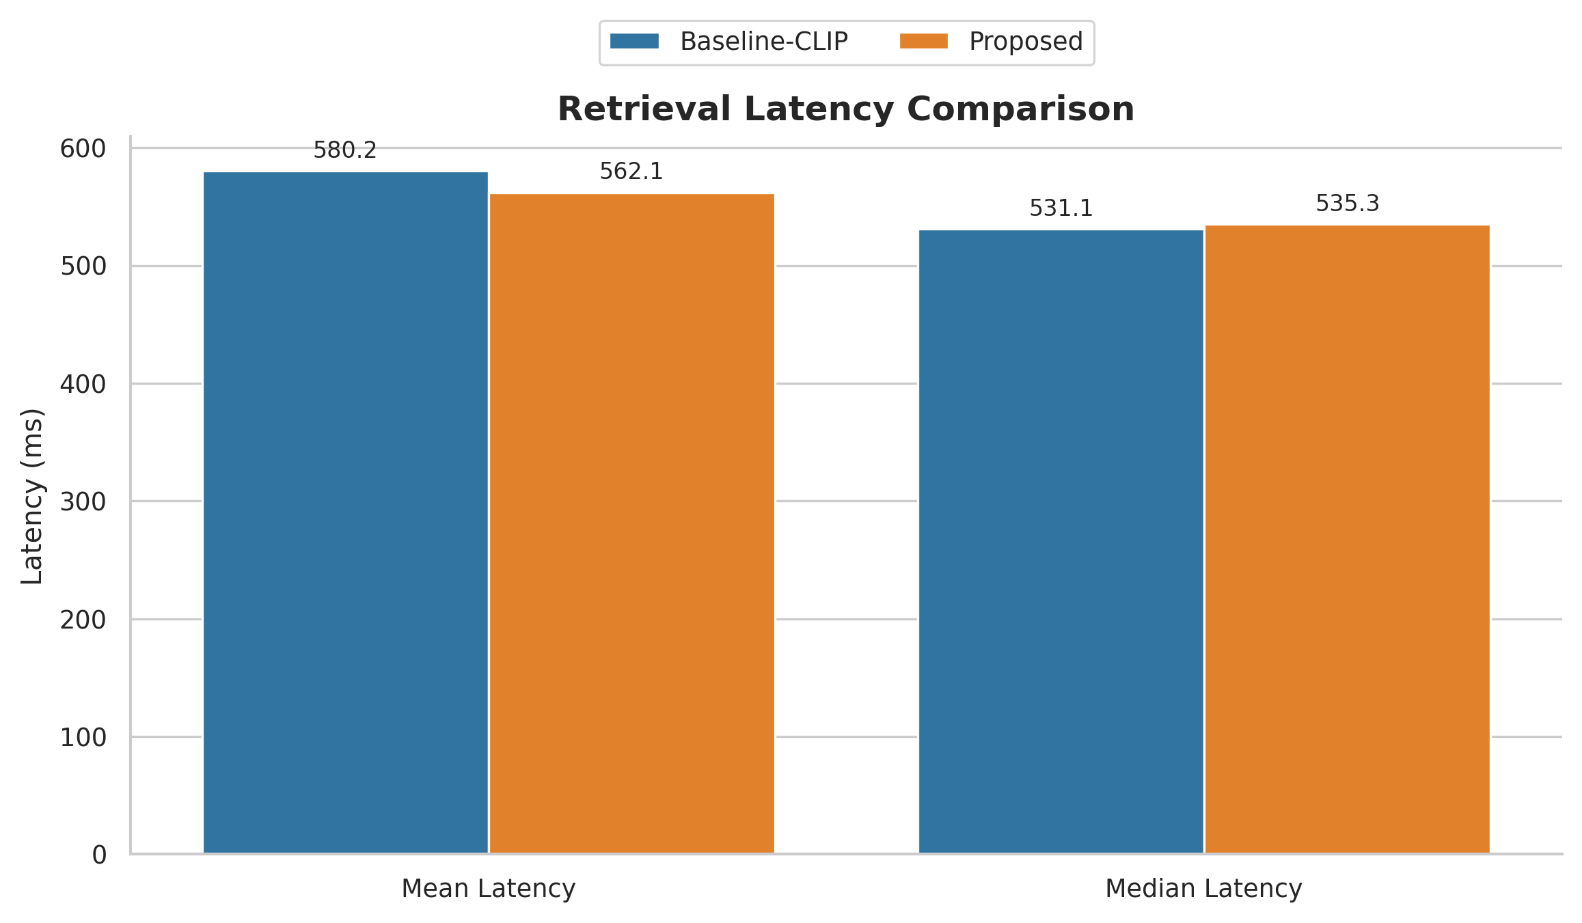 Baseline-CLIP Proposed
Retrieval Latency Comparison
600
580.2
562.1
531.1
535.3
500
400
300
200
100
0
Latency (ms)
Mean Latency
Median Latency